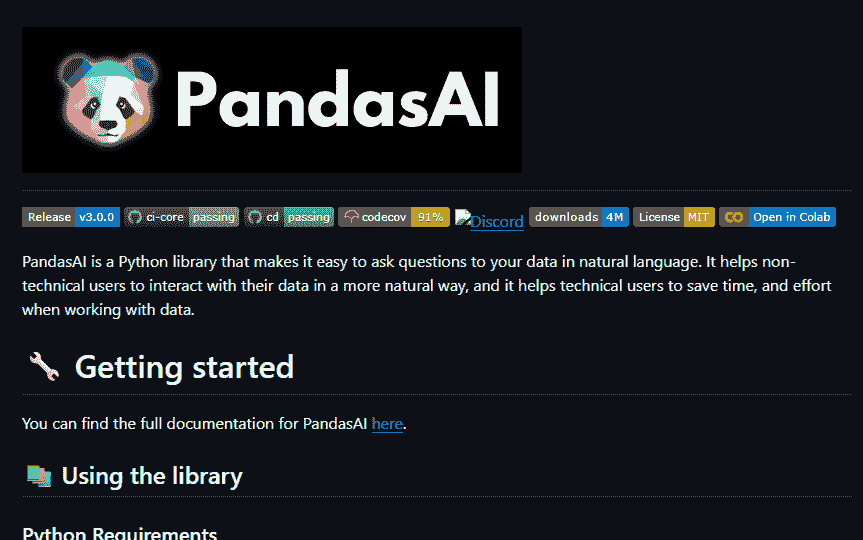 PandasAI
Release v3.0.0 ci-core passing cd passing codecov 91% Discord downloads 4M License MIT Open in Colab
PandasAI is a Python library that makes it easy to ask questions to your data in natural language. It helps non-
technical users to interact with their data in a more natural way, and it helps technical users to save time, and effort
when working with data.
Getting started
You can find the full documentation for PandasAI here.
Using the library
Python Requirements